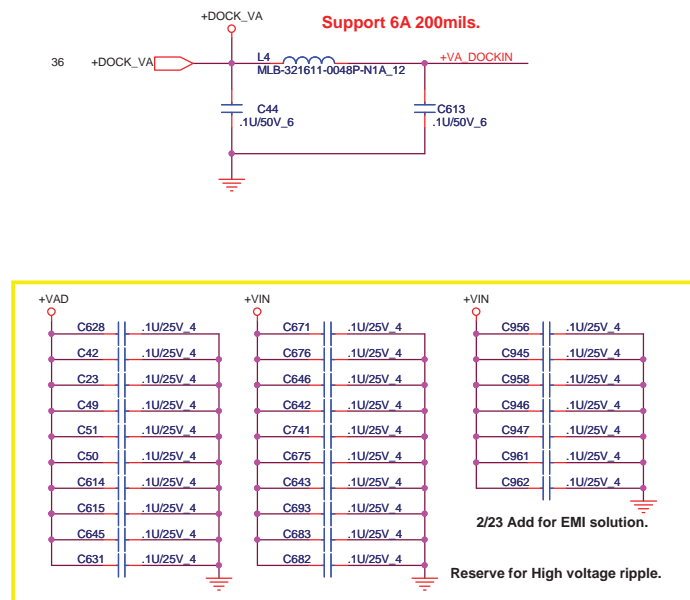 +DOCK_VA
Support 6A 200mils.
36 +DOCK_VA
L4
MLB-321611-0048P-N1A_12
+VA_DOCKIN
C44
.1U/50V_6
C613
.1U/50V_6
+VAD
C628 .1U/25V_4
C42 .1U/25V_4
C23 .1U/25V_4
C49 .1U/25V_4
C51 .1U/25V_4
C50 .1U/25V_4
C614 .1U/25V_4
C615 .1U/25V_4
C645 .1U/25V_4
C631 .1U/25V_4
+VIN
C671 .1U/25V_4
C676 .1U/25V_4
C646 .1U/25V_4
C642 .1U/25V_4
C741 .1U/25V_4
C675 .1U/25V_4
C643 .1U/25V_4
C693 .1U/25V_4
C683 .1U/25V_4
C682 .1U/25V_4
+VIN
C956 .1U/25V_4
C945 .1U/25V_4
C958 .1U/25V_4
C946 .1U/25V_4
C947 .1U/25V_4
C961 .1U/25V_4
C962 .1U/25V_4
2/23 Add for EMI solution.
Reserve for High voltage ripple.